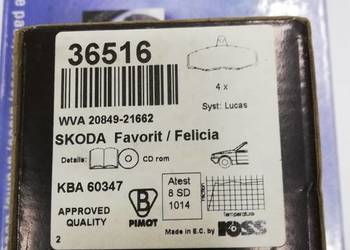 36516
4 x
WVA 20849-21662
Syst: Lucas
SKODA Favorit / Felicia
Details: CD rom
KBA 60347
APPROVED
QUALITY
B
PIMOT
Atest
8 SD
1014
Temperature
2
Made in E.C. by